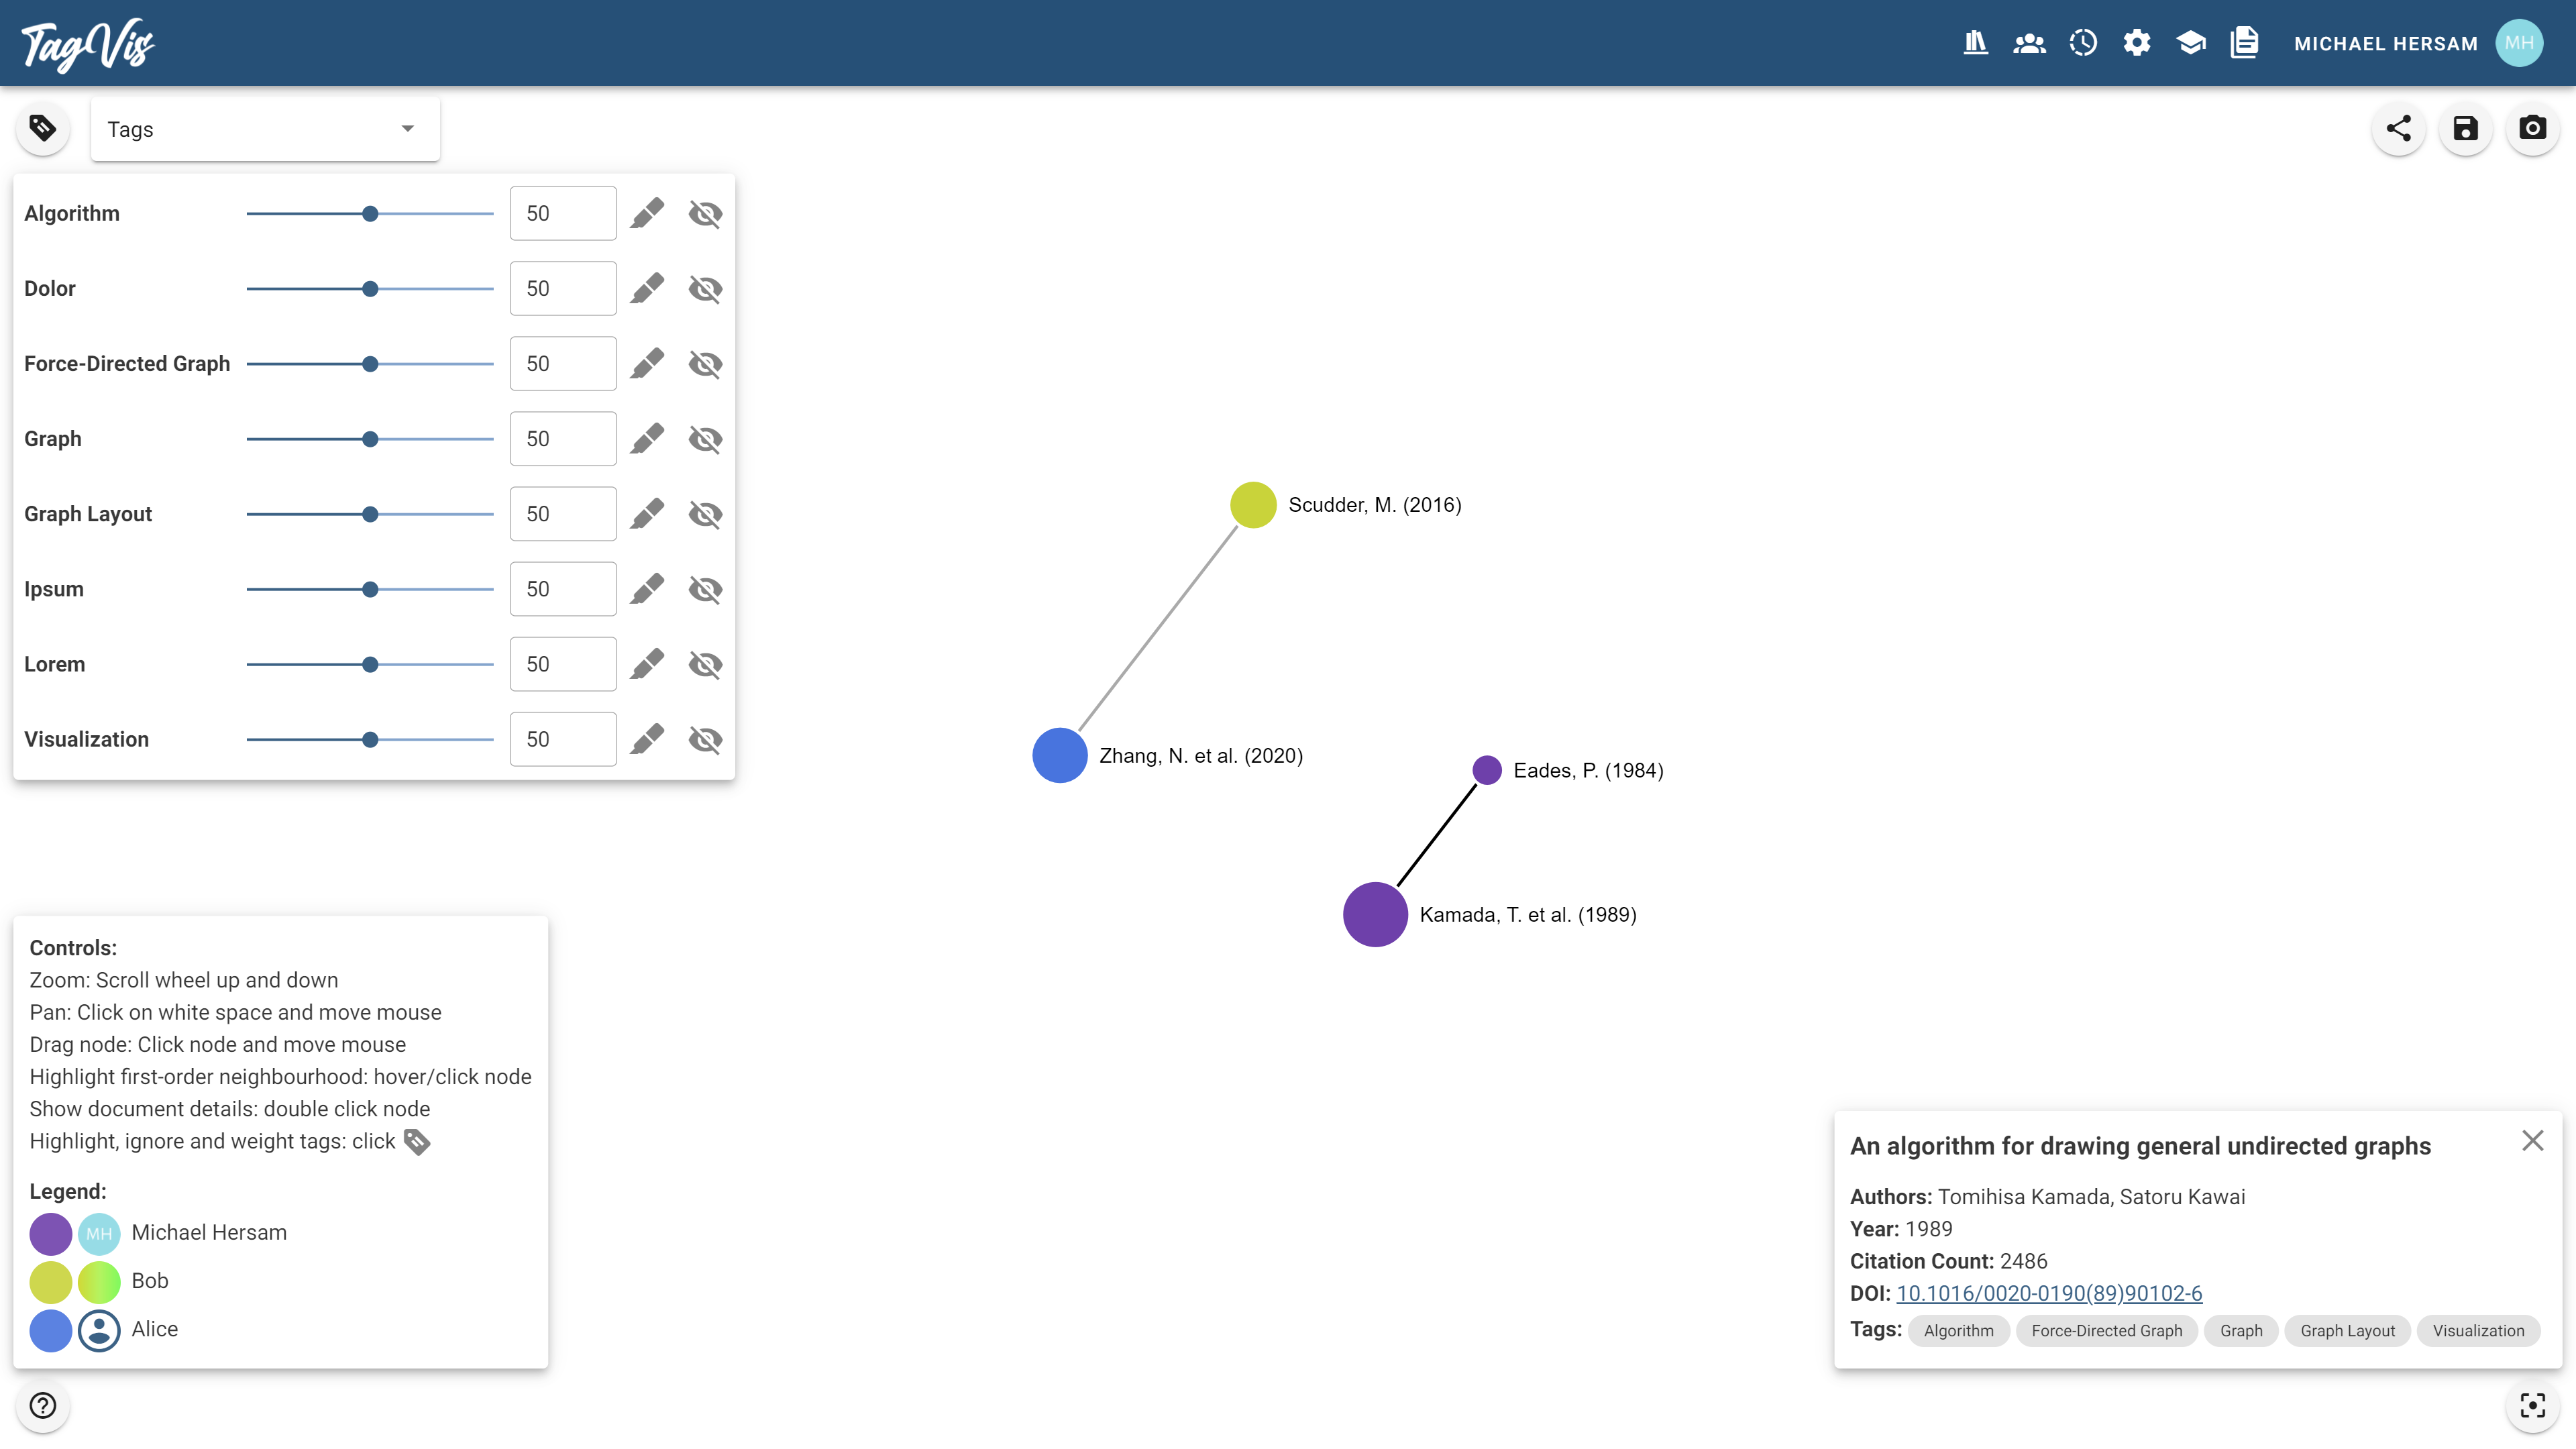 TagVis
MICHAEL HERSAM MH
Tags
Algorithm 50
Dolor 50
Force-Directed Graph 50
Graph 50
Graph Layout 50
Ipsum 50
Lorem 50
Visualization 50
Scudder, M. (2016)
Zhang, N. et al. (2020)
Eades, P. (1984)
Kamada, T. et al. (1989)
Controls:
Zoom: Scroll wheel up and down
Pan: Click on white space and move mouse
Drag node: Click node and move mouse
Highlight first-order neighbourhood: hover/click node
Show document details: double click node
Highlight, ignore and weight tags: click
Legend:
MH Michael Hersam
Bob
Alice
An algorithm for drawing general undirected graphs
Authors: Tomihisa Kamada, Satoru Kawai
Year: 1989
Citation Count: 2486
DOI: 10.1016/0020-0190(89)90102-6
Tags: Algorithm Force-Directed Graph Graph Graph Layout Visualization